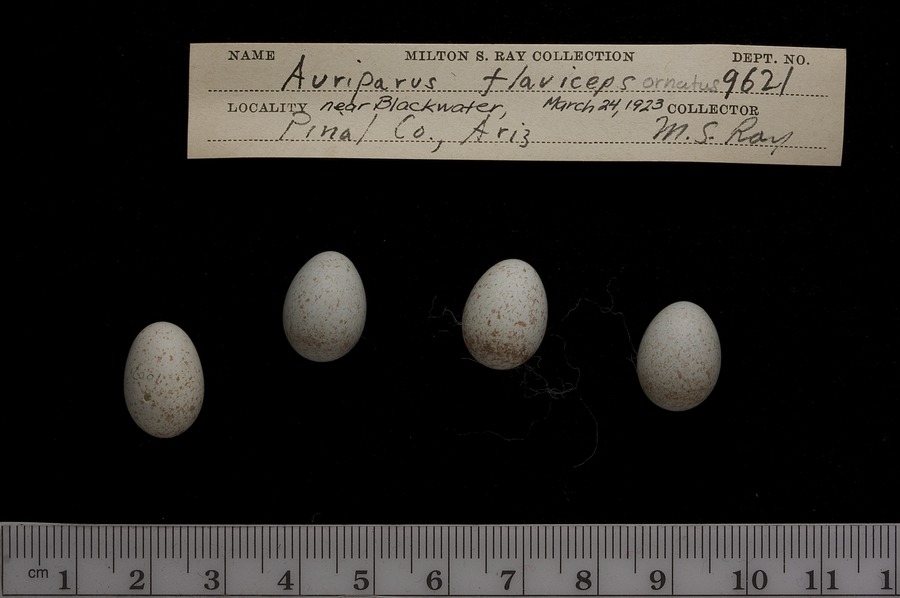 NAME MILTON S. RAY COLLECTION DEPT. NO.
Auriparus flaviceps ornatus 9621
LOCALITY near Blackwater, March 24, 1923 COLLECTOR
Pinal Co., Ariz M. S. Ray
cm 1 2 3 4 5 6 7 8 9 10 11 1